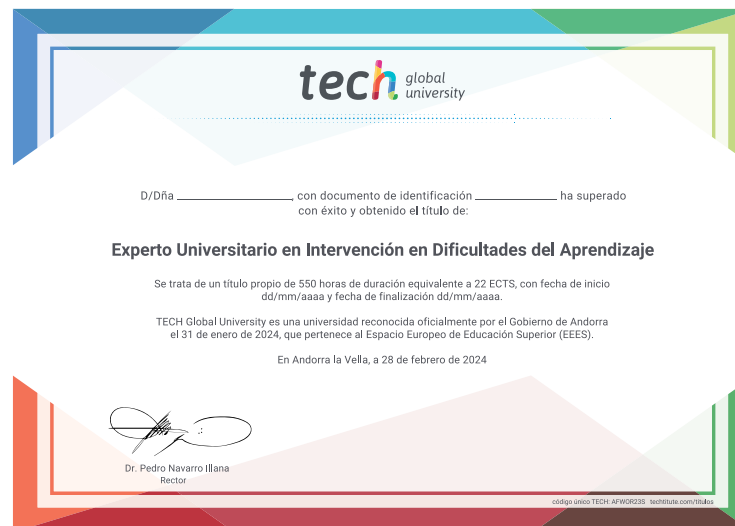 tech global university
D/Dña ____________, con documento de identificación ____________ ha superado
con éxito y obtenido el título de:
Experto Universitario en Intervención en Dificultades del Aprendizaje
Se trata de un título propio de 550 horas de duración equivalente a 22 ECTS, con fecha de inicio
dd/mm/aaaa y fecha de finalización dd/mm/aaaa.
TECH Global University es una universidad reconocida oficialmente por el Gobierno de Andorra
el 31 de enero de 2024, que pertenece al Espacio Europeo de Educación Superior (EEES).
En Andorra la Vella, a 28 de febrero de 2024
Dr. Pedro Navarro Illana
Rector
código único TECH: AFWOR23S techtitute.com/titulos